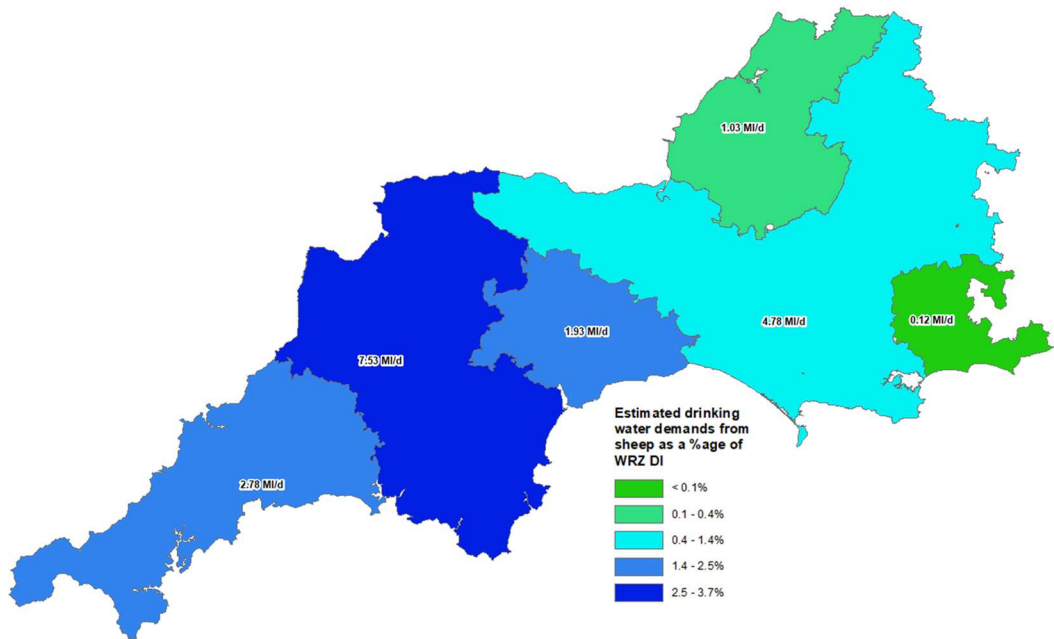 1.03 Ml/d
0.12 Ml/d
4.78 Ml/d
1.93 Ml/d
7.53 Ml/d
2.78 Ml/d
Estimated drinking
water demands from
sheep as a %age of
WRZ DI
< 0.1%
0.1 - 0.4%
0.4 - 1.4%
1.4 - 2.5%
2.5 - 3.7%